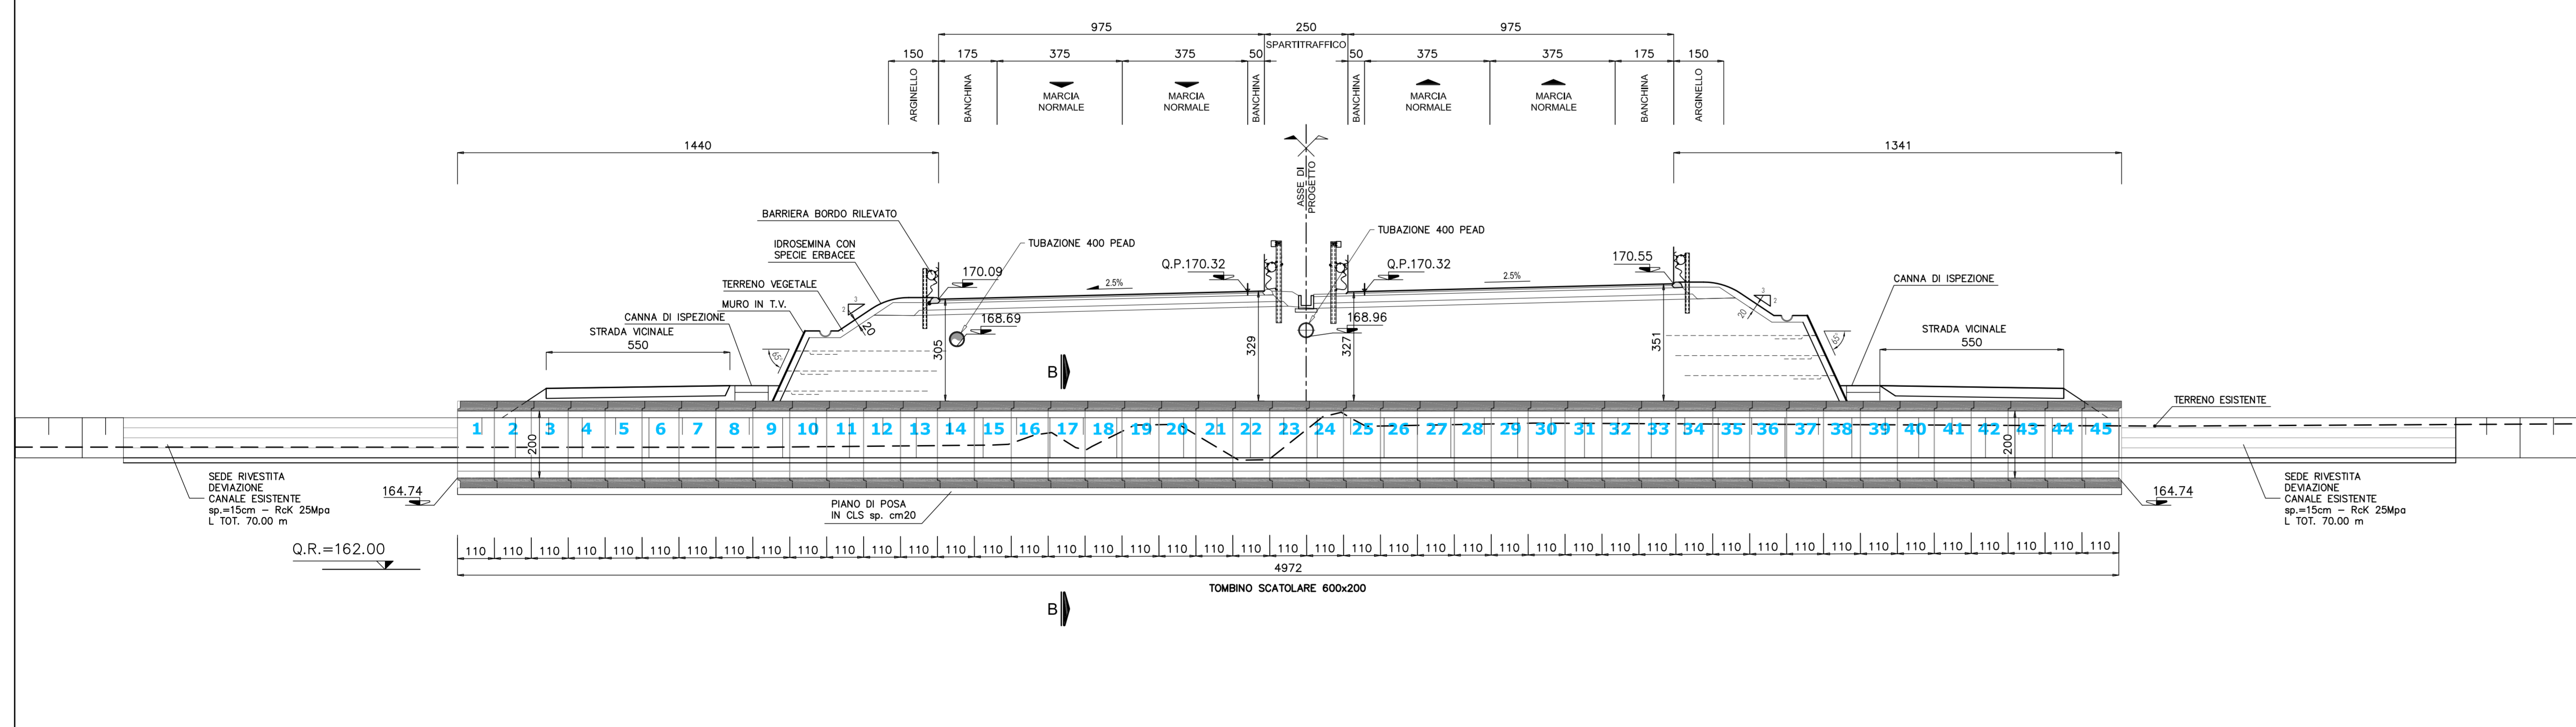 975
250
975
SPARTITRAFFICO
150
175
375
375
50
50
375
375
175
150
ARGINELLO
BANCHINA
MARCIA
NORMALE
MARCIA
NORMALE
BANCHINA
BANCHINA
MARCIA
NORMALE
MARCIA
NORMALE
BANCHINA
ARGINELLO
1440
1341
ASSE DI
PROGETTO
BARRIERA BORDO RILEVATO
IDROSEMINA CON
SPECIE ERBACEE
TUBAZIONE 400 PEAD
TUBAZIONE 400 PEAD
TERRENO VEGETALE
MURO IN T.V.
CANNA DI ISPEZIONE
STRADA VICINALE
550
170.09
Q.P.170.32
Q.P.170.32
170.55
2.5%
2.5%
168.69
168.96
3
2
20
65°
305
329
327
351
3
2
20
65°
CANNA DI ISPEZIONE
STRADA VICINALE
550
B
TERRENO ESISTENTE
1 2 3 4 5 6 7 8 9 10 11 12 13 14 15 16 17 18 19 20 21 22 23 24 25 26 27 28 29 30 31 32 33 34 35 36 37 38 39 40 41 42 43 44 45
200
200
SEDE RIVESTITA
DEVIAZIONE
CANALE ESISTENTE
sp.=15cm – RcK 25Mpa
L TOT. 70.00 m
164.74
PIANO DI POSA
IN CLS sp. cm20
164.74
SEDE RIVESTITA
DEVIAZIONE
CANALE ESISTENTE
sp.=15cm – RcK 25Mpa
L TOT. 70.00 m
Q.R.=162.00
110 110 110 110 110 110 110 110 110 110 110 110 110 110 110 110 110 110 110 110 110 110 110 110 110 110 110 110 110 110 110 110 110 110 110 110 110 110 110 110 110 110 110 110 110
4972
TOMBINO SCATOLARE 600x200
B